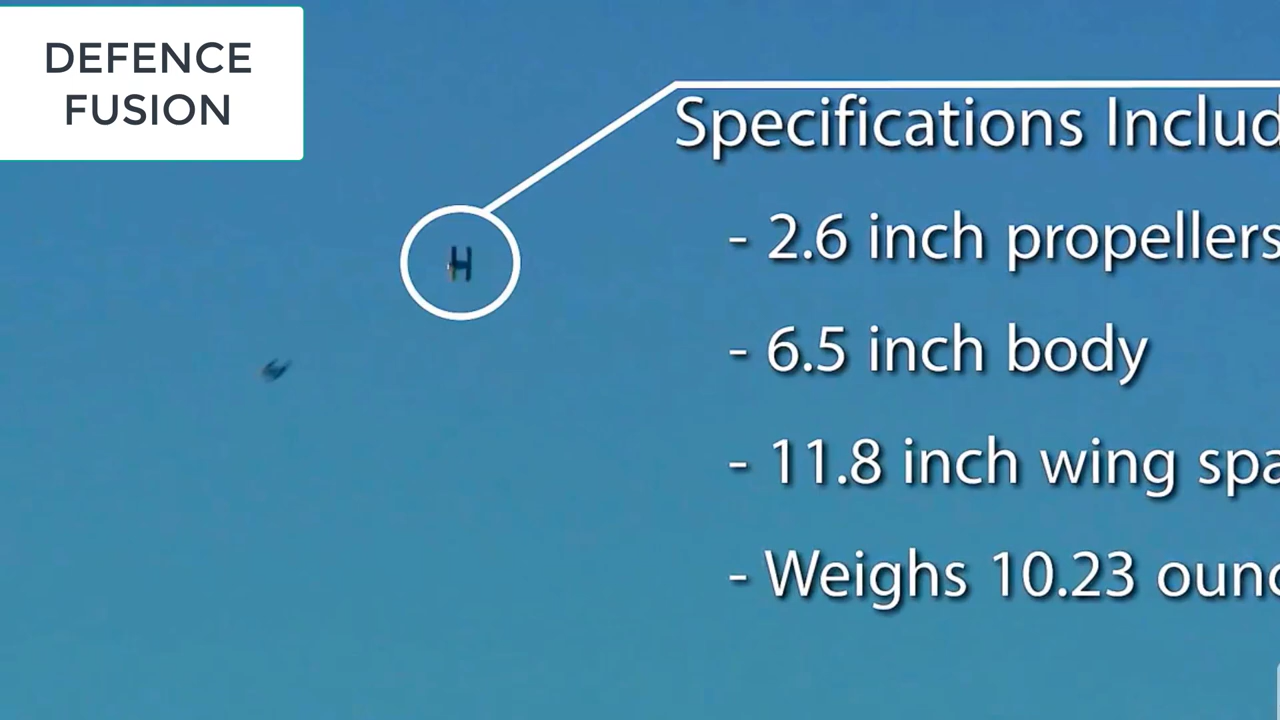 DEFENCE
FUSION
Specifications Includ
- 2.6 inch propellers
- 6.5 inch body
- 11.8 inch wing spa
- Weighs 10.23 ounc